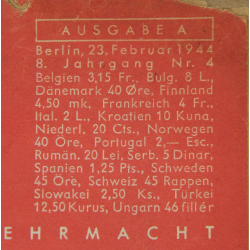 AUSGABE A
Berlin, 23. Februar 1944
8. Jahrgang Nr. 4
Belgien 3,15 Fr., Bulg. 8 L.,
Dänemark 40 Øre, Finnland
4,50 mk, Frankreich 4 Fr.,
Ital. 2 L., Kroatien 10 Kuna,
Niederl. 20 Cts., Norwegen
40 Öre, Portugal 2,— Esc.,
Rumän. 20 Lei, Serb. 5 Dinar,
Spanien 1,25 Pts., Schweden
45 Öre, Schweiz 45 Rappen,
Slowakei 2,50 Ks., Türkei
12,50 Kurus, Ungarn 46 fillér
EHRMACHT